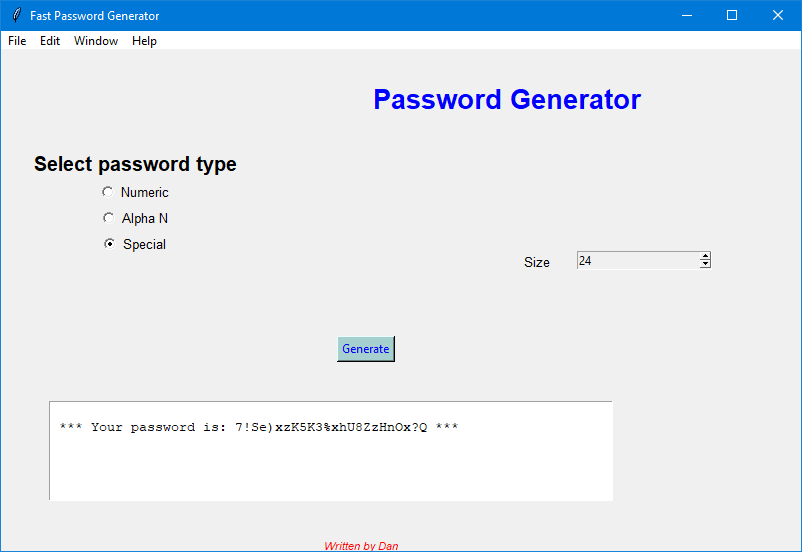 Fast Password Generator
File Edit Window Help
Password Generator
Select password type
Numeric
Alpha N
Special
Size 24
Generate
*** Your password is: 7!Se)xzK5K3%xhU8ZzHnOx?Q ***
Written by Dan